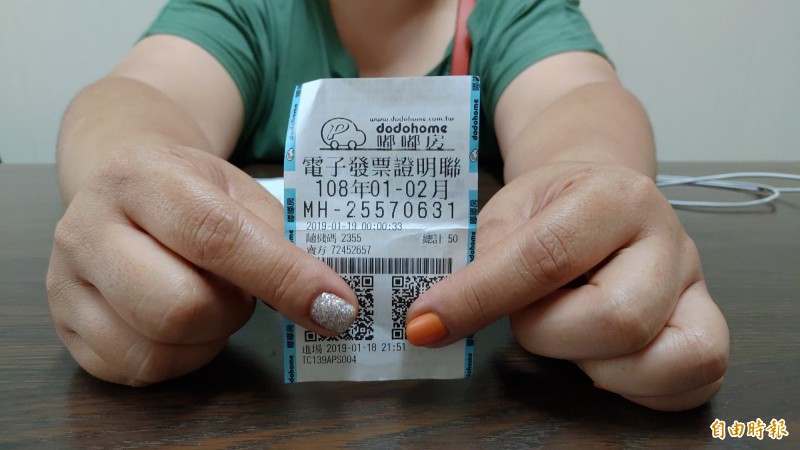 www.dodohome.com.tw
dodohome
嘟嘟房
電子發票證明聯
108年01-02月
MH-25570631
2019-01-19 00:00:33
隨機碼 2355 總計 50
賣方 72452657
進場 2019-01-18 21:51
TC139APS004
dodohome
自由時報